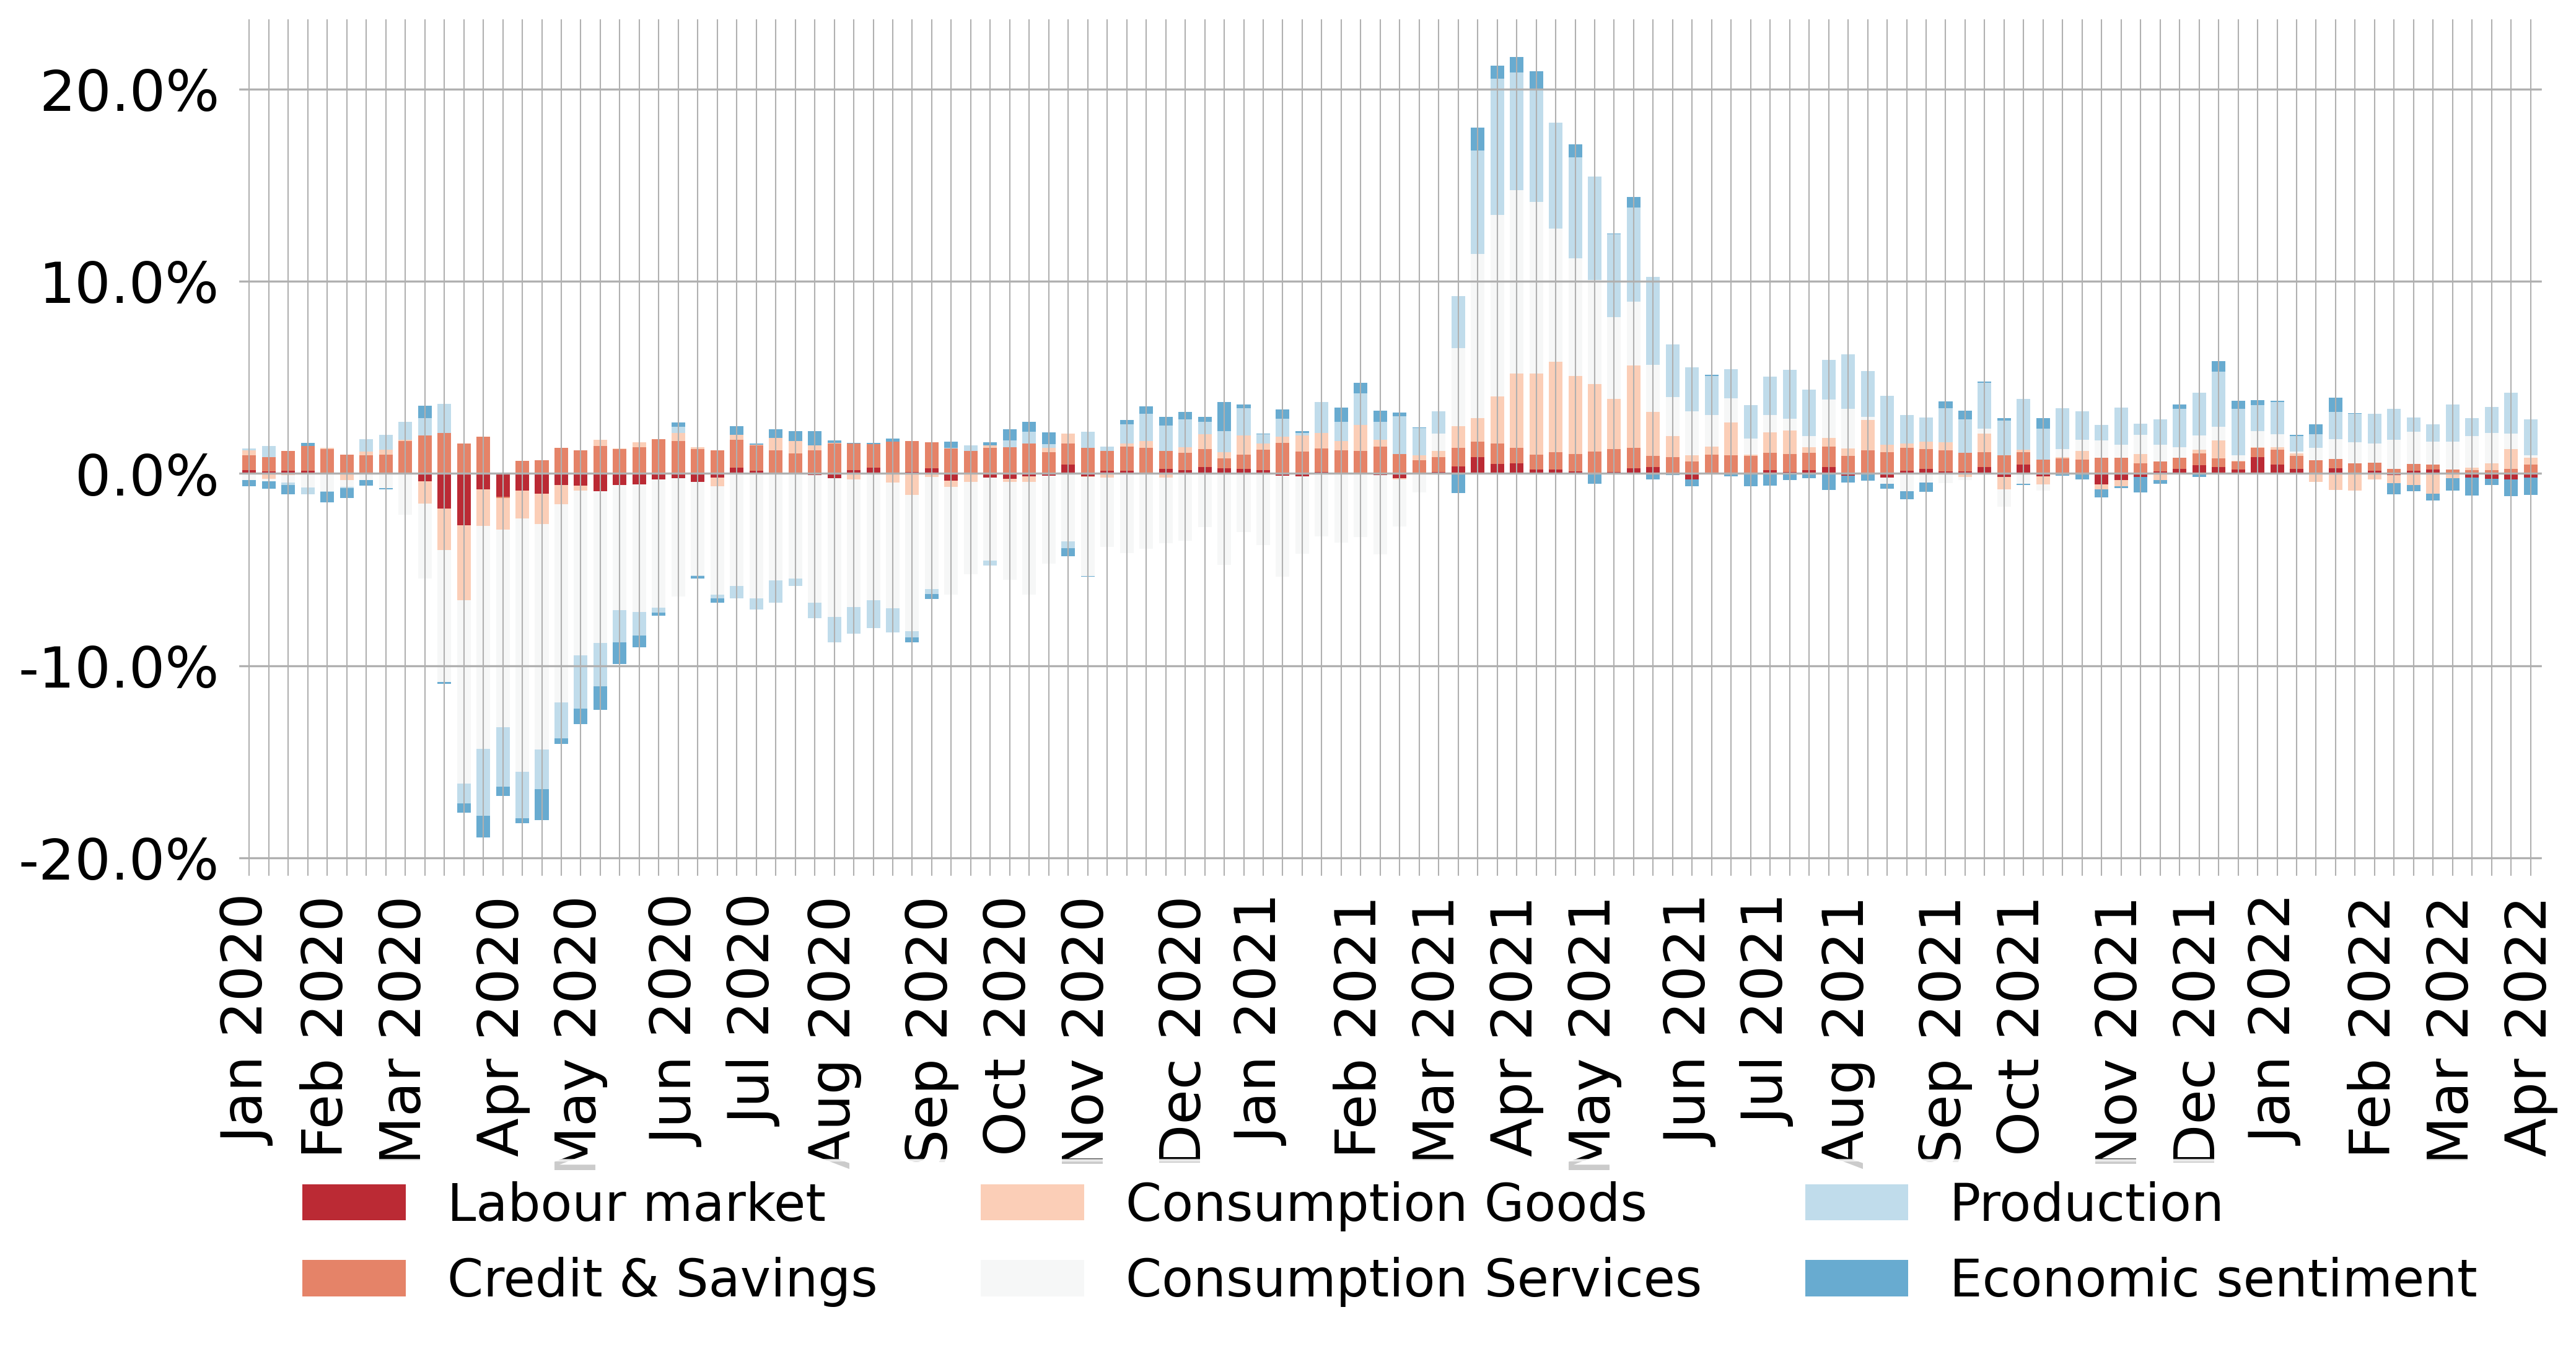 20.0%
10.0%
0.0%
-10.0%
-20.0%
Jan 2020
Feb 2020
Mar 2020
Apr 2020
May 2020
Jun 2020
Jul 2020
Aug 2020
Sep 2020
Oct 2020
Nov 2020
Dec 2020
Jan 2021
Feb 2021
Mar 2021
Apr 2021
May 2021
Jun 2021
Jul 2021
Aug 2021
Sep 2021
Oct 2021
Nov 2021
Dec 2021
Jan 2022
Feb 2022
Mar 2022
Apr 2022
Labour market
Credit & Savings
Consumption Goods
Consumption Services
Production
Economic sentiment